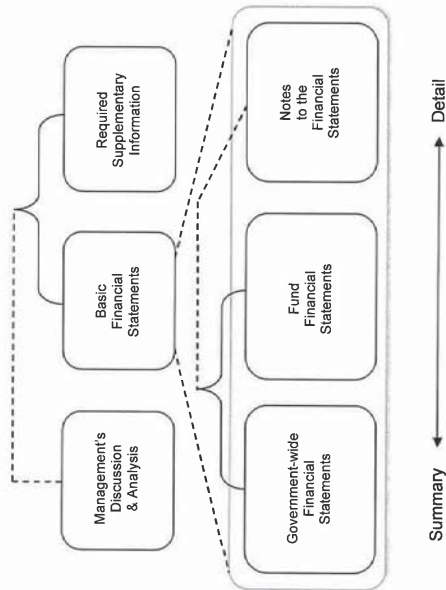 Management's
Discussion
& Analysis
Basic
Financial
Statements
Required
Supplementary
Information
Government-wide
Financial
Statements
Fund
Financial
Statements
Notes
to the
Financial
Statements
Summary
Detail